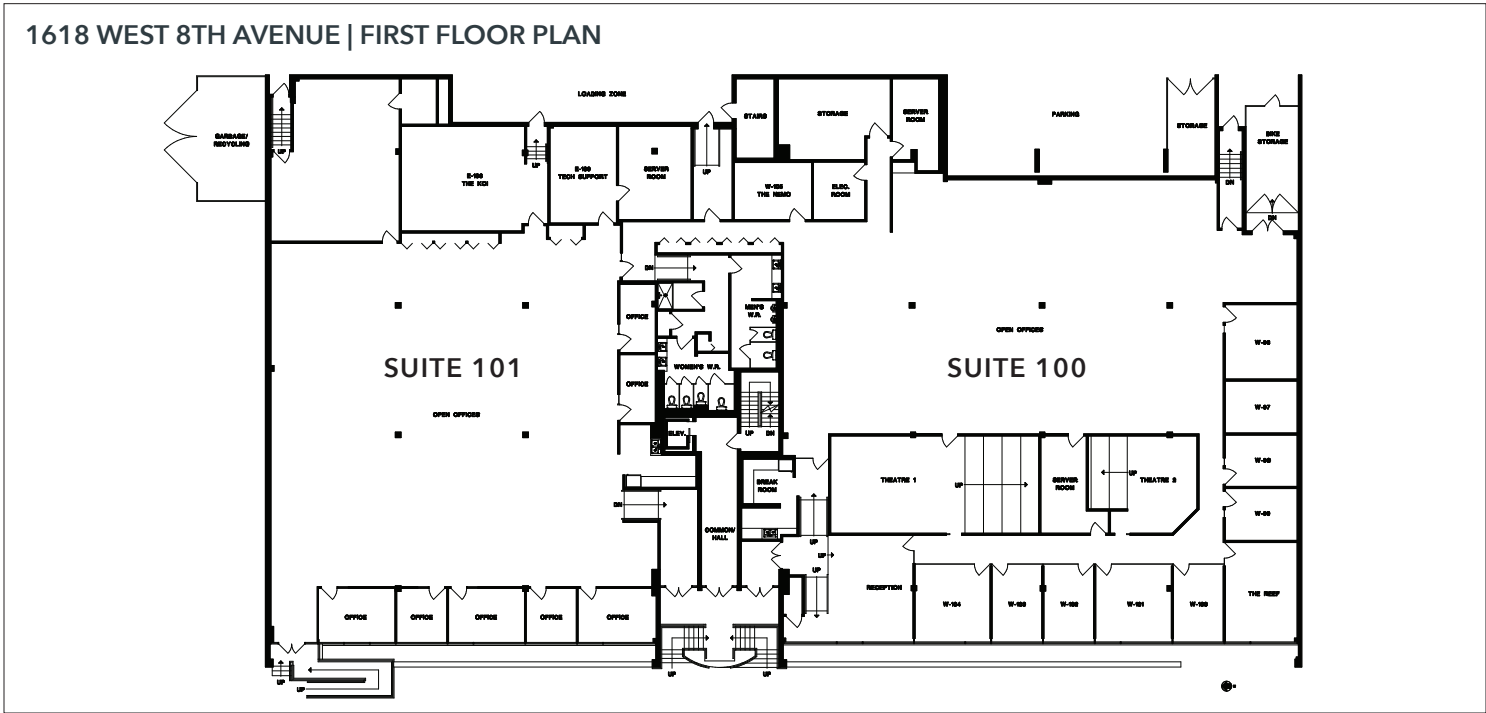 1618 WEST 8TH AVENUE | FIRST FLOOR PLAN
LOADING ZONE
GARBAGE/
RECYCLING
UP
STAIRS
STORAGE
SERVER
ROOM
PARKING
STORAGE
BIKE
STORAGE
THE KOI
UP
TECH SUPPORT
SERVER
ROOM
UP
THE NEMO
ELEC.
ROOM
DN
DN
DN
MEN'S
W.R.
OFFICE
OFFICE
WOMEN'S W.R.
OPEN OFFICES
SUITE 101
SUITE 100
OPEN OFFICES
W-97
ELEV.
UP
DN
BREAK
ROOM
THEATRE 1
UP
SERVER
ROOM
UP
THEATRE 2
DN
COMMON/
HALL
UP
UP
UP
RECEPTION
THE REEF
OFFICE
OFFICE
OFFICE
OFFICE
OFFICE
W-104
W-101
UP
UP
UP
UP